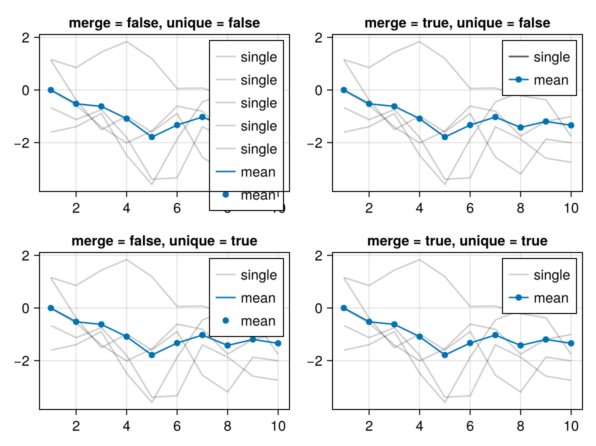 merge = false, unique = false
2
0
−2
single
single
single
single
single
mean
mean
2
4
6
8
10
merge = true, unique = false
2
0
−2
single
mean
2
4
6
8
10
merge = false, unique = true
2
0
−2
single
mean
mean
2
4
6
8
10
merge = true, unique = true
2
0
−2
single
mean
2
4
6
8
10